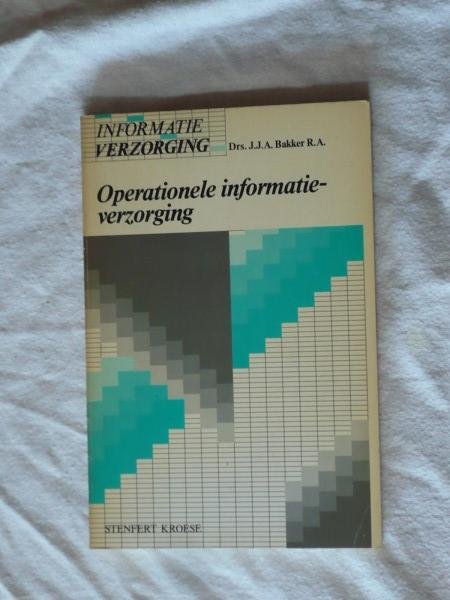 INFORMATIE
VERZORGING
Drs. J.J.A. Bakker R.A.
Operationele informatie-
verzorging
STENFERT KROESE